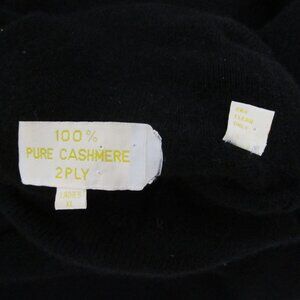 100%
PURE CASHMERE
2PLY
LADIES
XL
DRY
CLEAN
ONLY